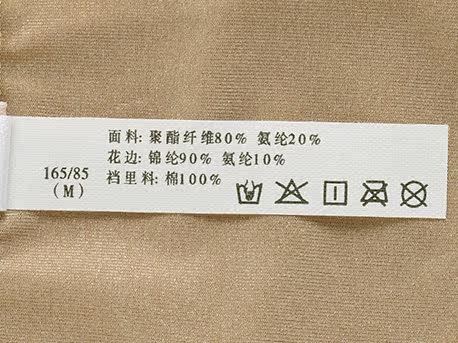 面料: 聚酯纤维80% 氨纶20%
花边: 锦纶90% 氨纶10%
裆里料: 棉100%
165/85
(M)